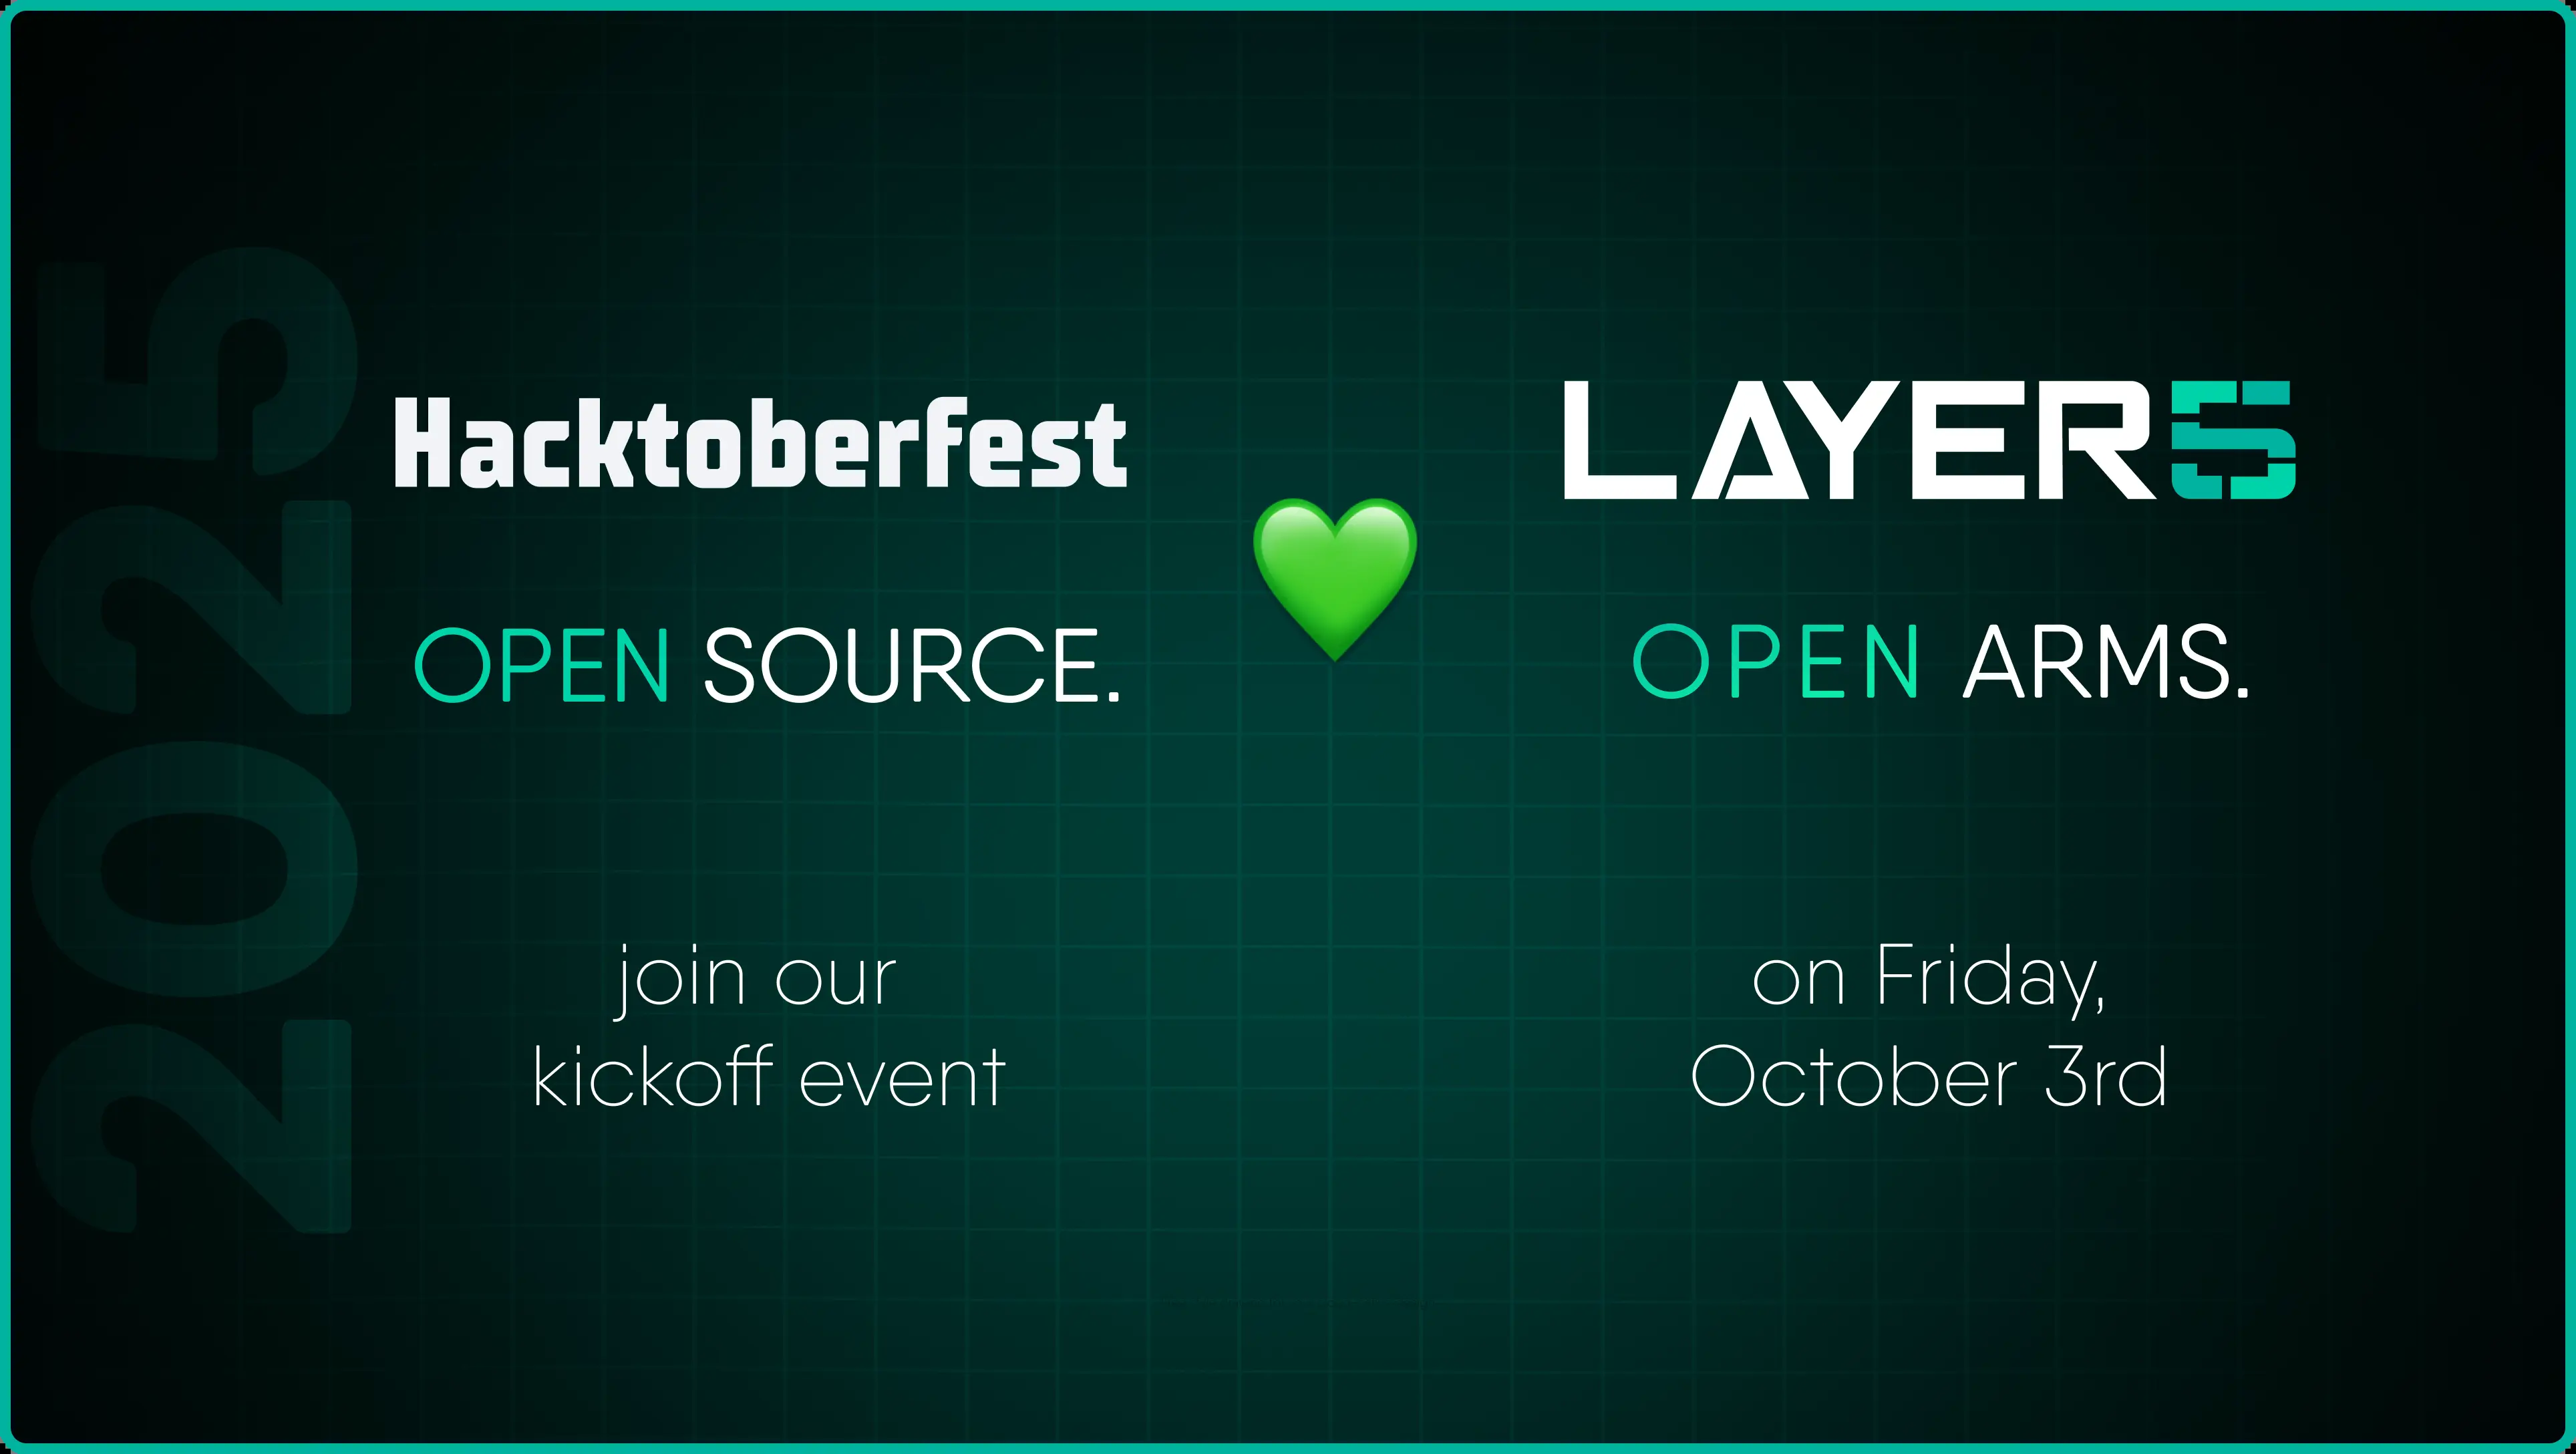 2025
Hacktoberfest
OPEN SOURCE.
join our
kickoff event
LAYER5
OPEN ARMS.
on Friday,
October 3rd